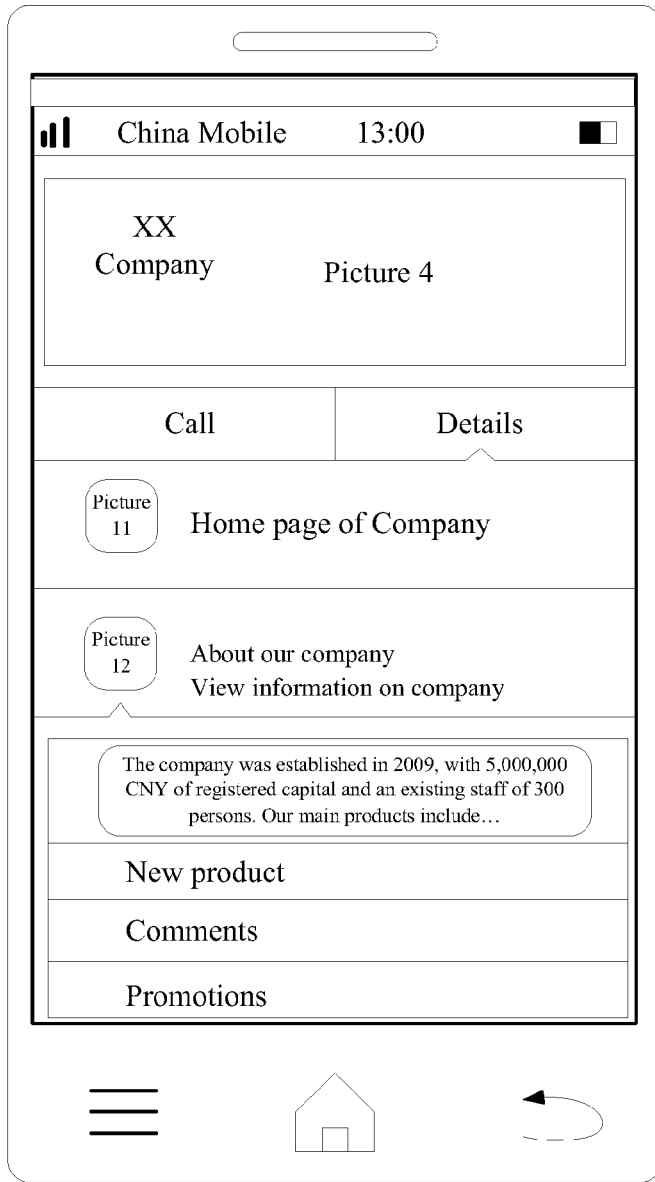 China Mobile 13:00
XX
Company
Picture 4
Call Details
Picture
11
Home page of Company
Picture
12
About our company
View information on company
The company was established in 2009, with 5,000,000
CNY of registered capital and an existing staff of 300
persons. Our main products include…
New product
Comments
Promotions